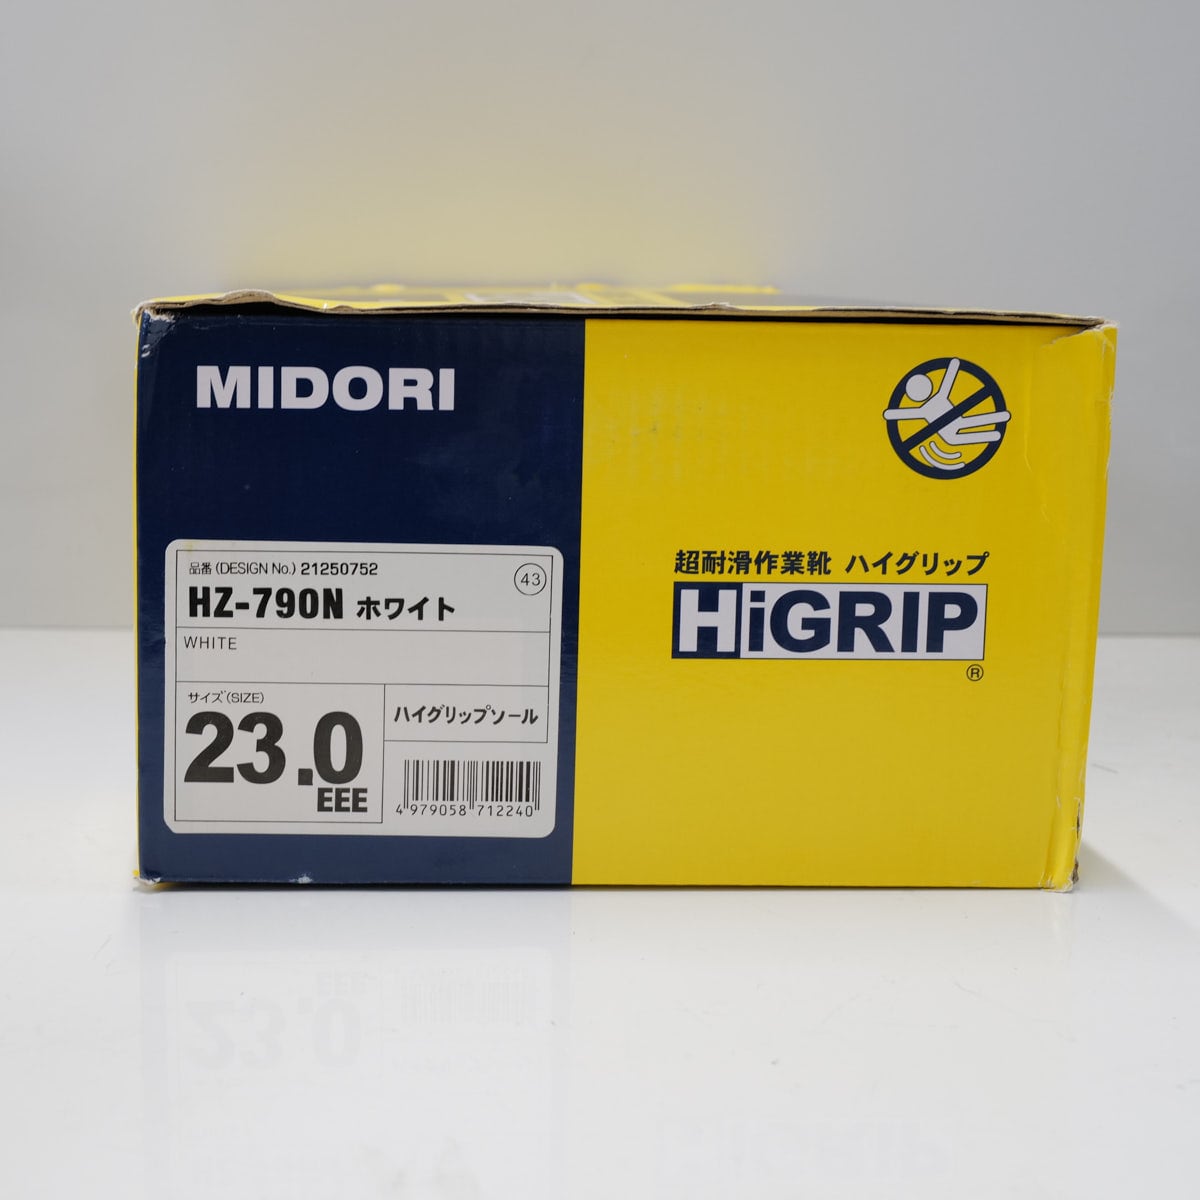 MIDORI
品番 (DESIGN No.) 21250752
43
HZ-790N ホワイト
WHITE
サイズ(SIZE)
23.0
EEE
ハイグリップソール
4 979058 712240
超耐滑作業靴 ハイグリップ
HiGRIP
®